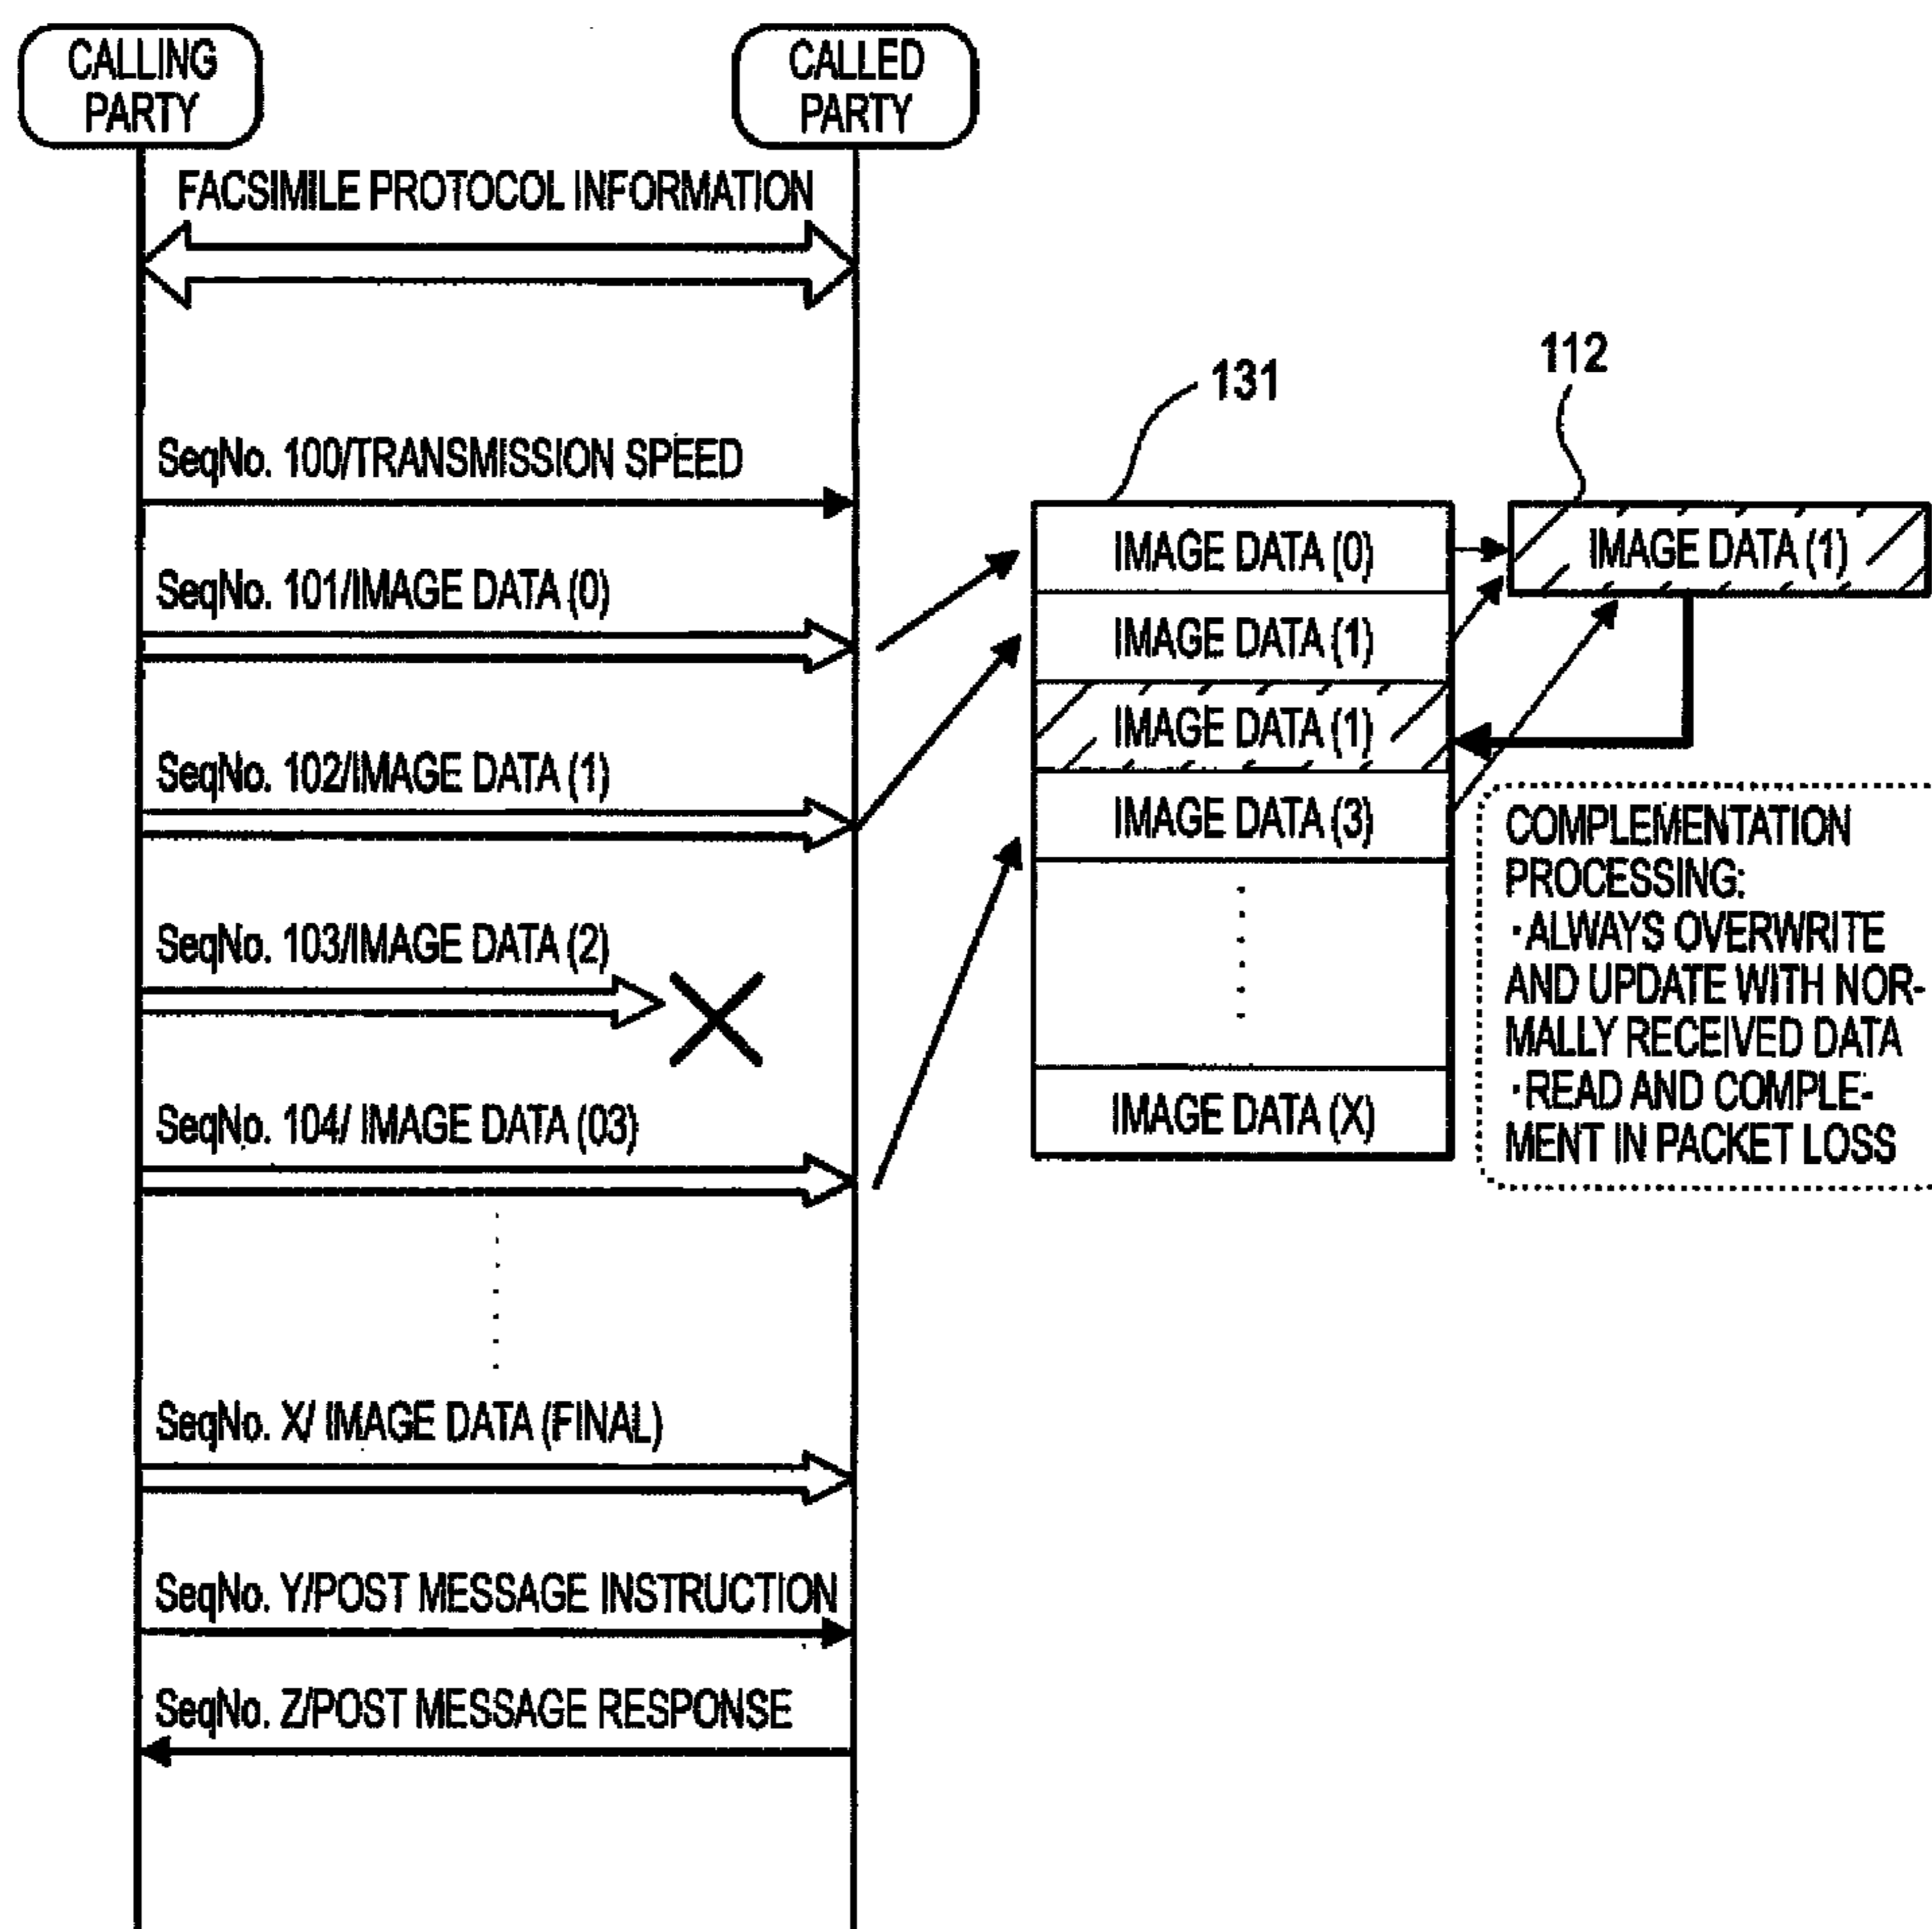 CALLING
PARTY
CALLED
PARTY
FACSIMILE PROTOCOL INFORMATION
SeqNo. 100/TRANSMISSION SPEED
SeqNo. 101/IMAGE DATA (0)
SeqNo. 102/IMAGE DATA (1)
SeqNo. 103/IMAGE DATA (2)
SeqNo. 104/ IMAGE DATA (03)
SeqNo. X/ IMAGE DATA (FINAL)
SeqNo. Y/POST MESSAGE INSTRUCTION
SeqNo. Z/POST MESSAGE RESPONSE
131
IMAGE DATA (0)
IMAGE DATA (1)
IMAGE DATA (1)
IMAGE DATA (3)
IMAGE DATA (X)
112
IMAGE DATA (1)
COMPLEMENTATION
PROCESSING:
・ALWAYS OVERWRITE
AND UPDATE WITH NOR-
MALLY RECEIVED DATA
・READ AND COMPLE-
MENT IN PACKET LOSS